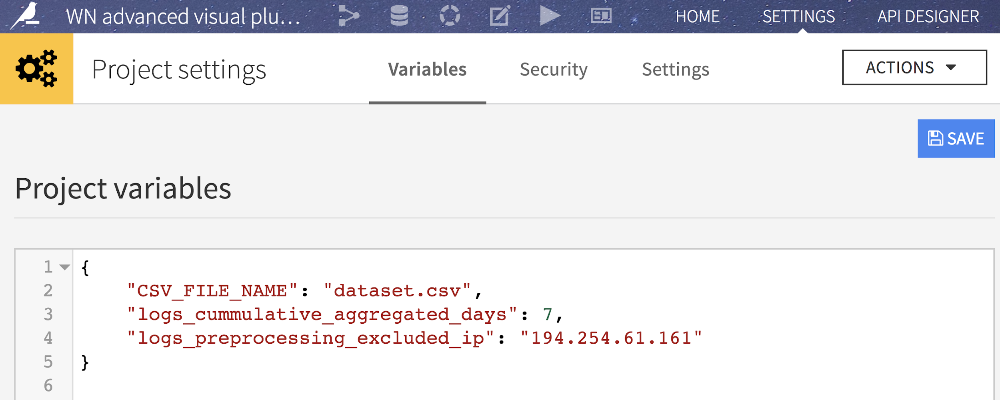 WN advanced visual plu... HOME SETTINGS API DESIGNER
Project settings Variables Security Settings ACTIONS
SAVE
Project variables
1 {
2 "CSV_FILE_NAME": "dataset.csv",
3 "logs_cummulative_aggregated_days": 7,
4 "logs_preprocessing_excluded_ip": "194.254.61.161"
5 }
6